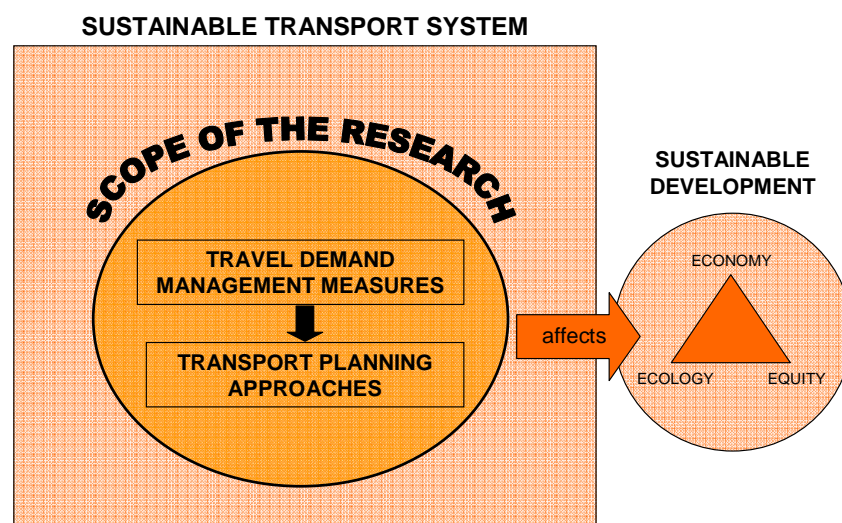 SUSTAINABLE TRANSPORT SYSTEM
SCOPE OF THE RESEARCH
TRAVEL DEMAND
MANAGEMENT MEASURES
TRANSPORT PLANNING
APPROACHES
affects
SUSTAINABLE
DEVELOPMENT
ECONOMY
ECOLOGY
EQUITY